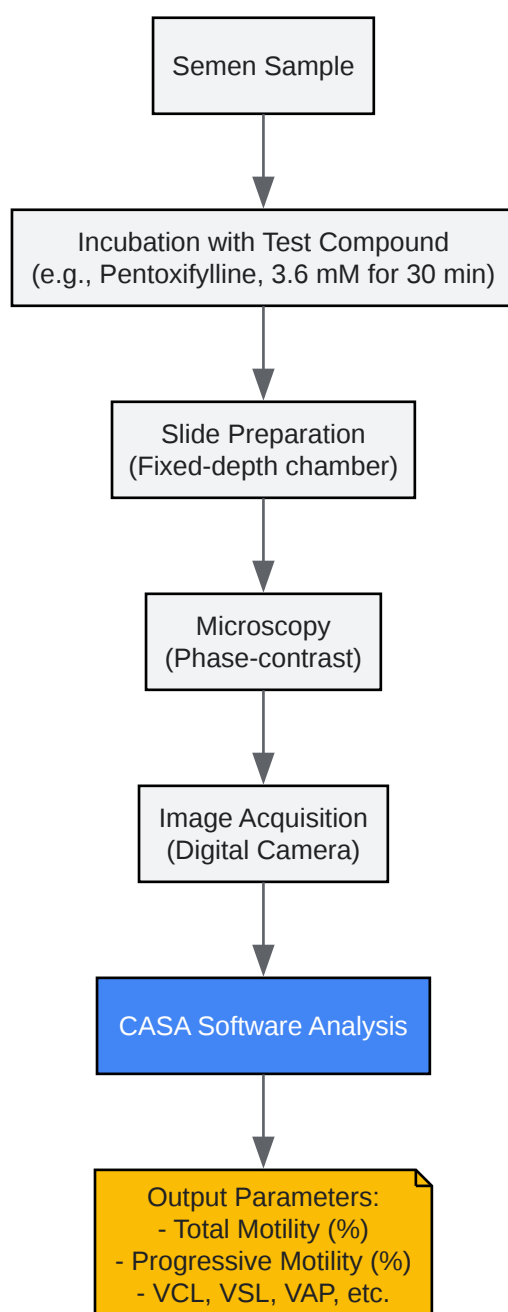 Semen Sample
Incubation with Test Compound
(e.g., Pentoxifylline, 3.6 mM for 30 min)
Slide Preparation
(Fixed-depth chamber)
Microscopy
(Phase-contrast)
Image Acquisition
(Digital Camera)
CASA Software Analysis
Output Parameters:
- Total Motility (%)
- Progressive Motility (%)
- VCL, VSL, VAP, etc.